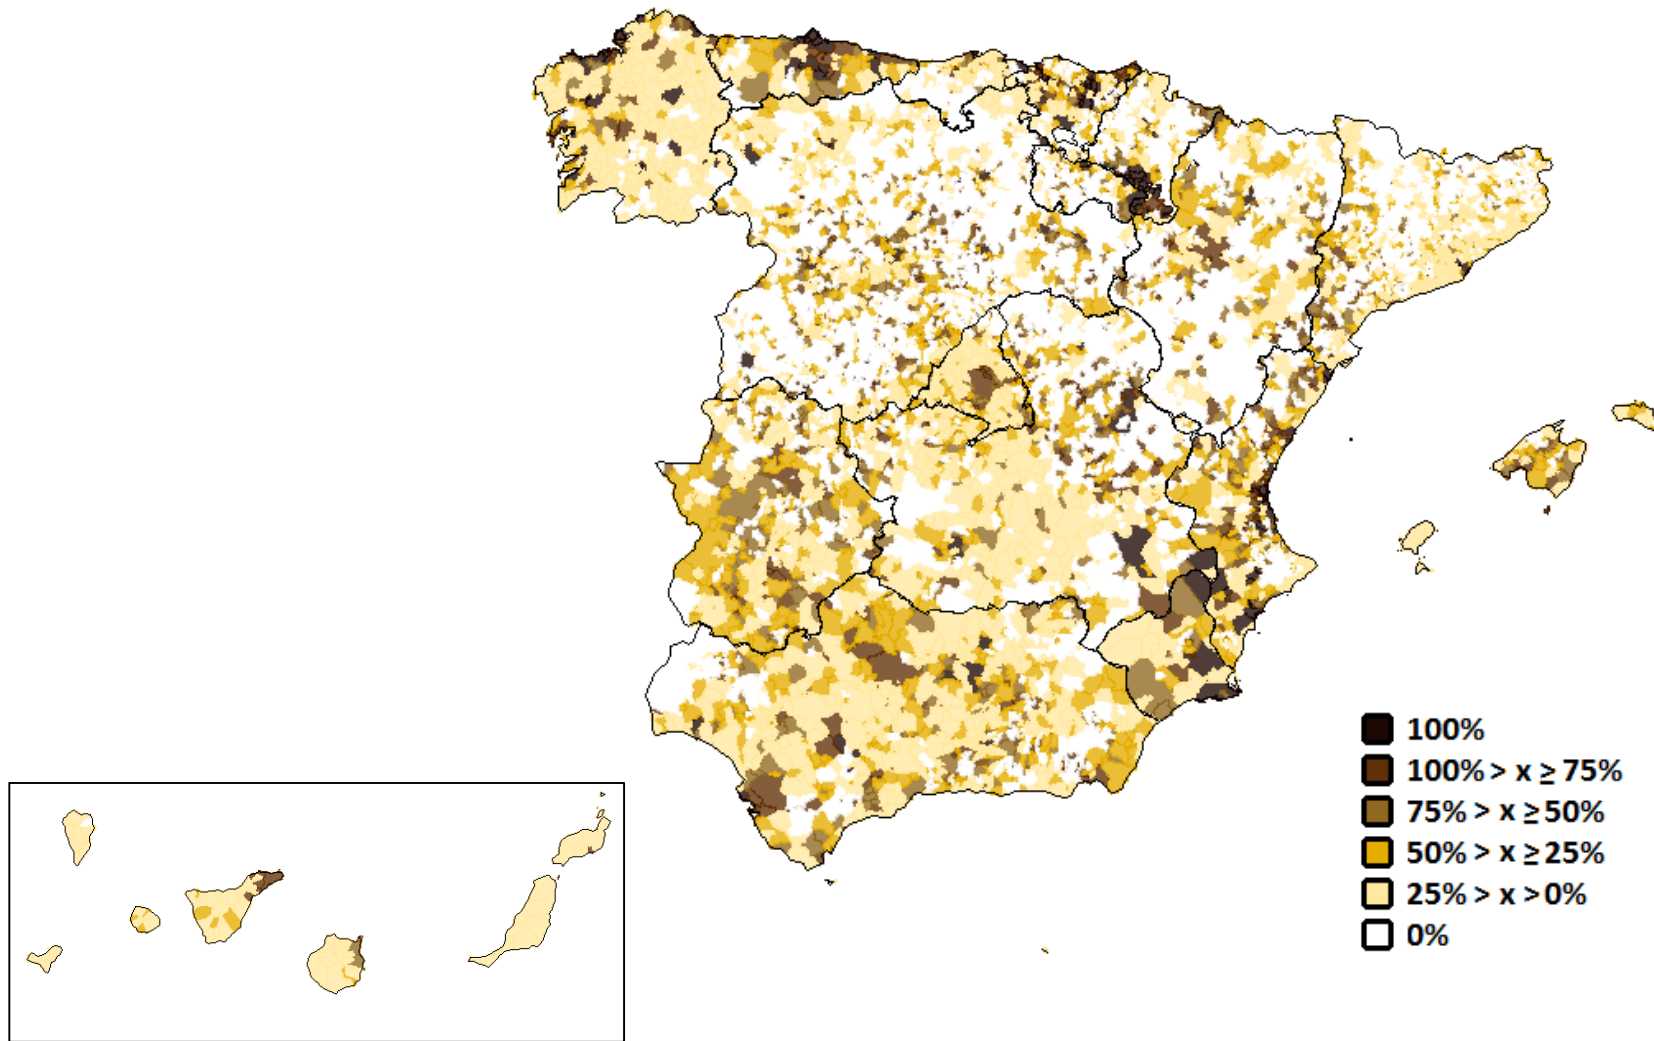 100%
100% > x ≥ 75%
75% > x ≥ 50%
50% > x ≥ 25%
25% > x > 0%
0%